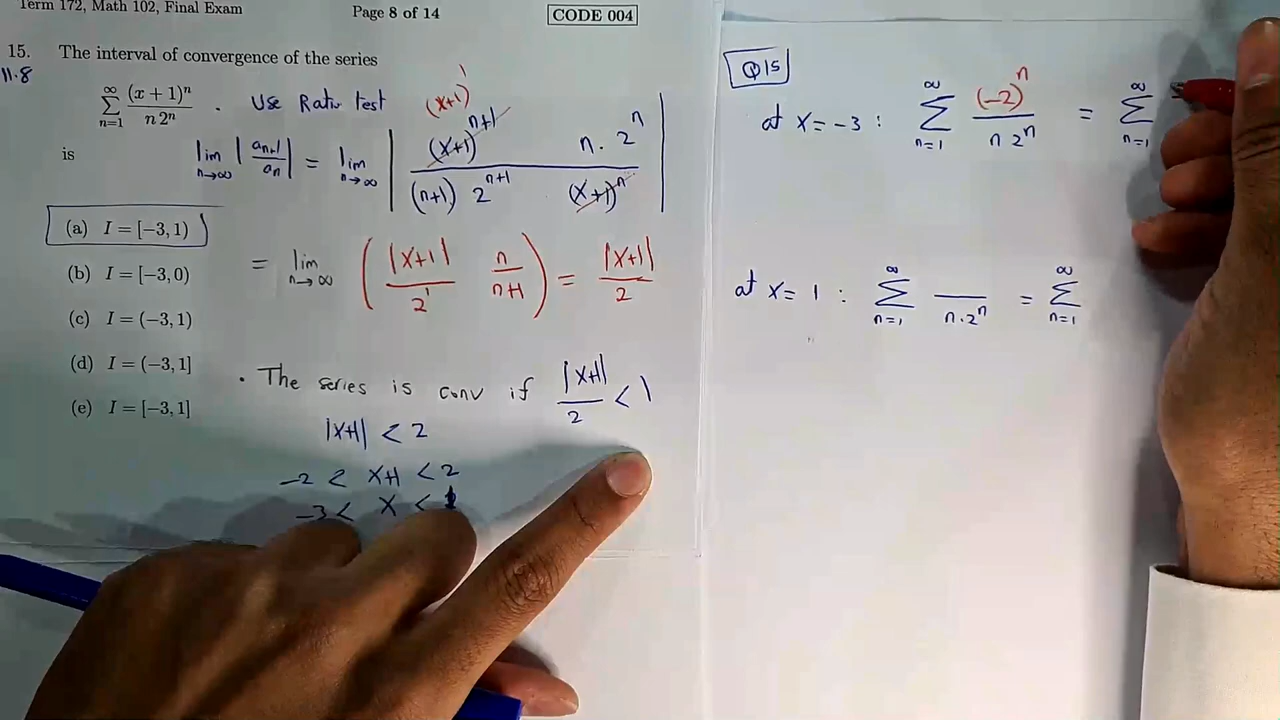 Term 172, Math 102, Final Exam Page 8 of 14 CODE 004
15. The interval of convergence of the series
11.8
∞ ∑ n=1 (x + 1)^n / n 2^n . Use Ratio test (x+1)^1
is lim n→∞ |a_{n+1} / a_n| = lim n→∞ | (x+1)^{n+1} n · 2^n / (n+1) 2^{n+1} (x+1)^n |
(a) I = [−3, 1)
= lim n→∞ ( |x+1| / 2^1 n / n+1 ) = |x+1| / 2
(b) I = [−3, 0)
(c) I = (−3, 1)
(d) I = (−3, 1]
(e) I = [−3, 1]
. The series is conv if |x+1| / 2 < 1
|x+1| < 2
−2 < x+1 < 2
−3 < x < 1
Q15
at x = −3 : ∞ ∑ n=1 (−2)^n / n 2^n = ∞ ∑ n=1
at x = 1 : ∞ ∑ n=1 / n · 2^n = ∞ ∑ n=1